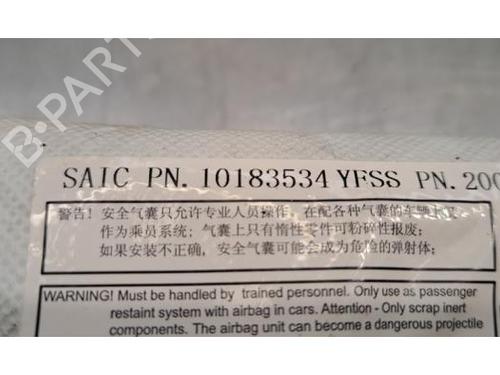 B-PARTS
SAIC PN.10183534 YFSS PN.200
警告！安全气囊只允许专业人员操作，在配各种气囊的车辆上
作为乘员系统；气囊上只有惰性零件可粉碎性报废；
如果安装不正确，安全气囊可能会成为危险的弹射体；
WARNING! Must be handled by trained personnel. Only use as passenger
restraint system with airbag in cars. Attention - Only scrap inert
components. The airbag unit can become a dangerous projectile